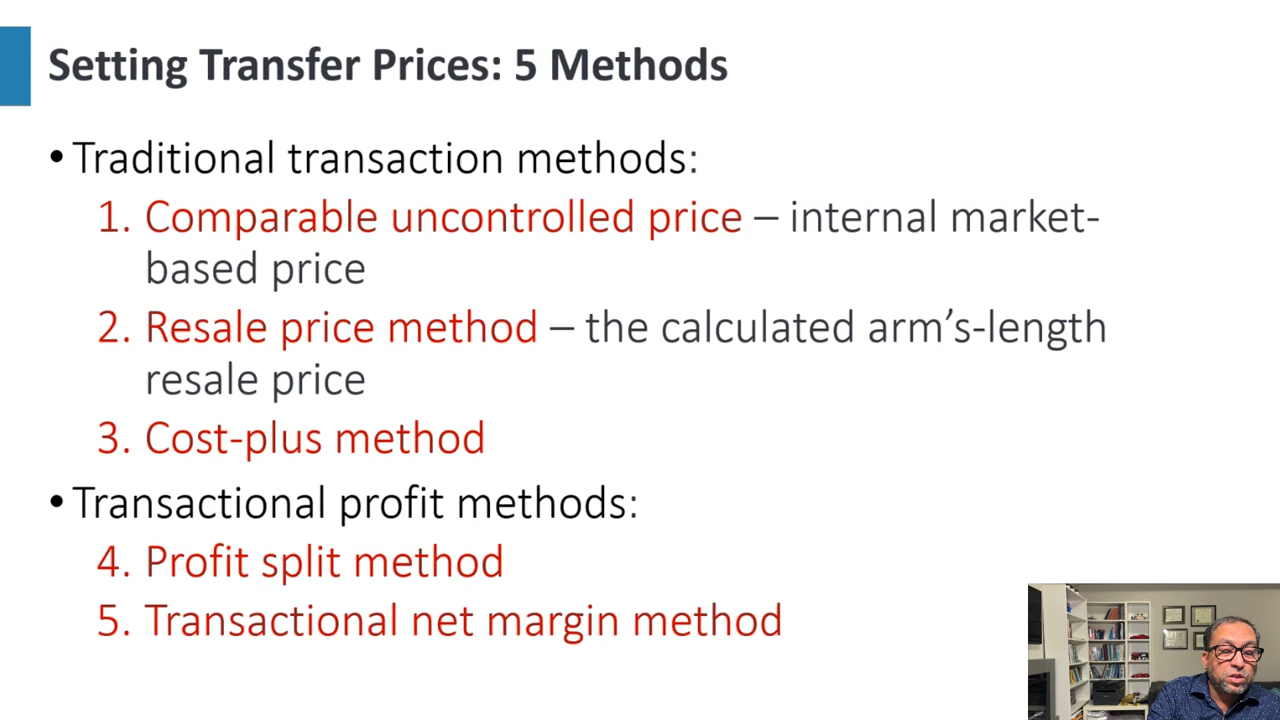 Setting Transfer Prices: 5 Methods
• Traditional transaction methods:
1. Comparable uncontrolled price – internal market-
based price
2. Resale price method – the calculated arm’s-length
resale price
3. Cost-plus method
• Transactional profit methods:
4. Profit split method
5. Transactional net margin method